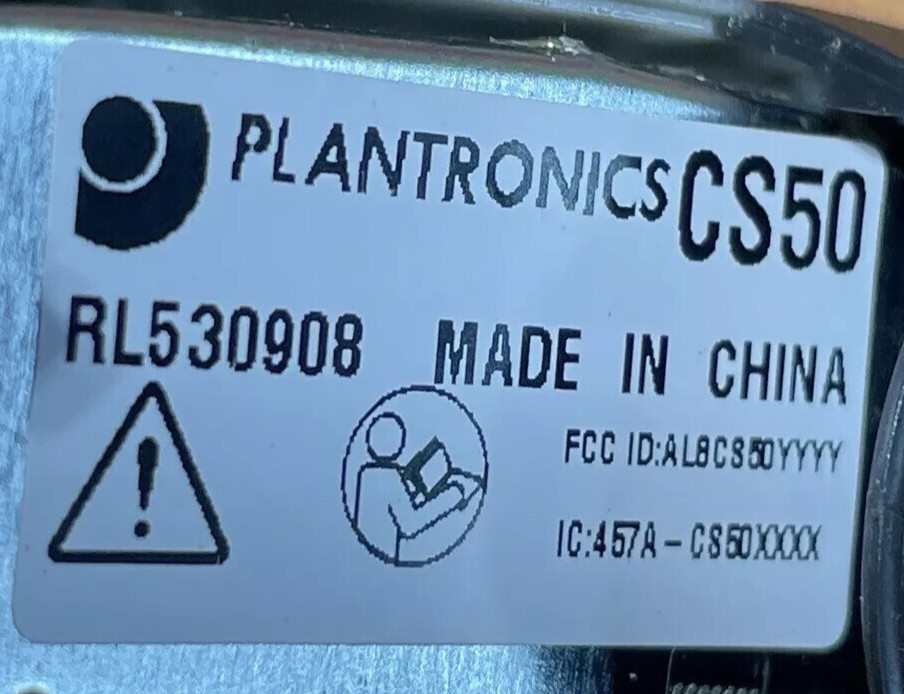 PLANTRONICS CS50
RL530908 MADE IN CHINA
FCC ID:AL8CS50YYYY
IC:457A-CS50XXXX